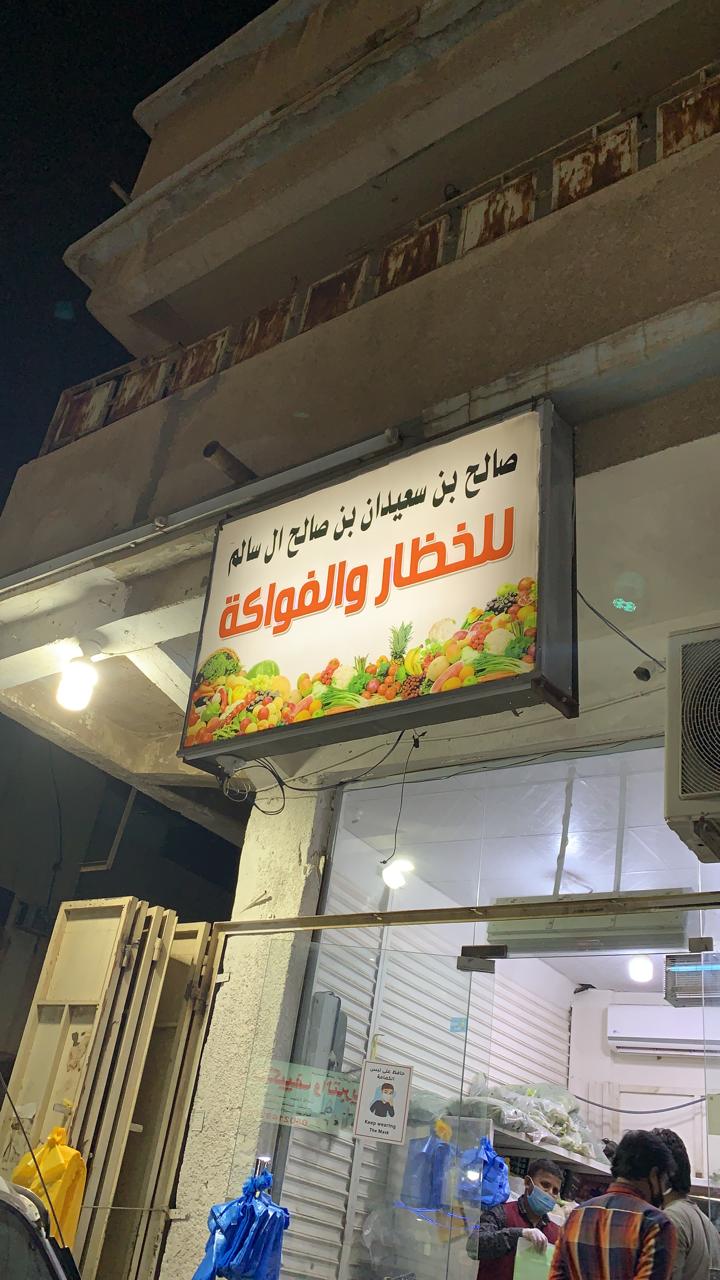 صالح بن سعيدان بن صالح ال سالم
للخظار والفواكة
حافظ على لبس
الكمامة
Keep wearing
The Mask